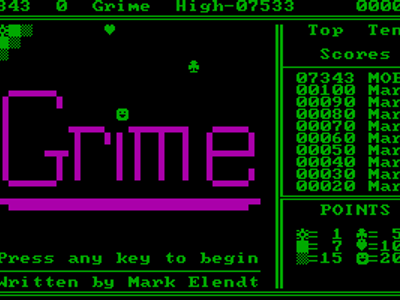 343 0 Grime High-07533 0000
Top Ten
Scores
07343 MOE
00100 Mar
00090 Mar
00080 Mar
00070 Mar
00060 Mar
00050 Mar
00040 Mar
00030 Mar
00020 Mar
Grime
POINTS
= 1 ♣= 5
= 7 ♥=10
=15 ☻=20
Press any key to begin
Written by Mark Elendt